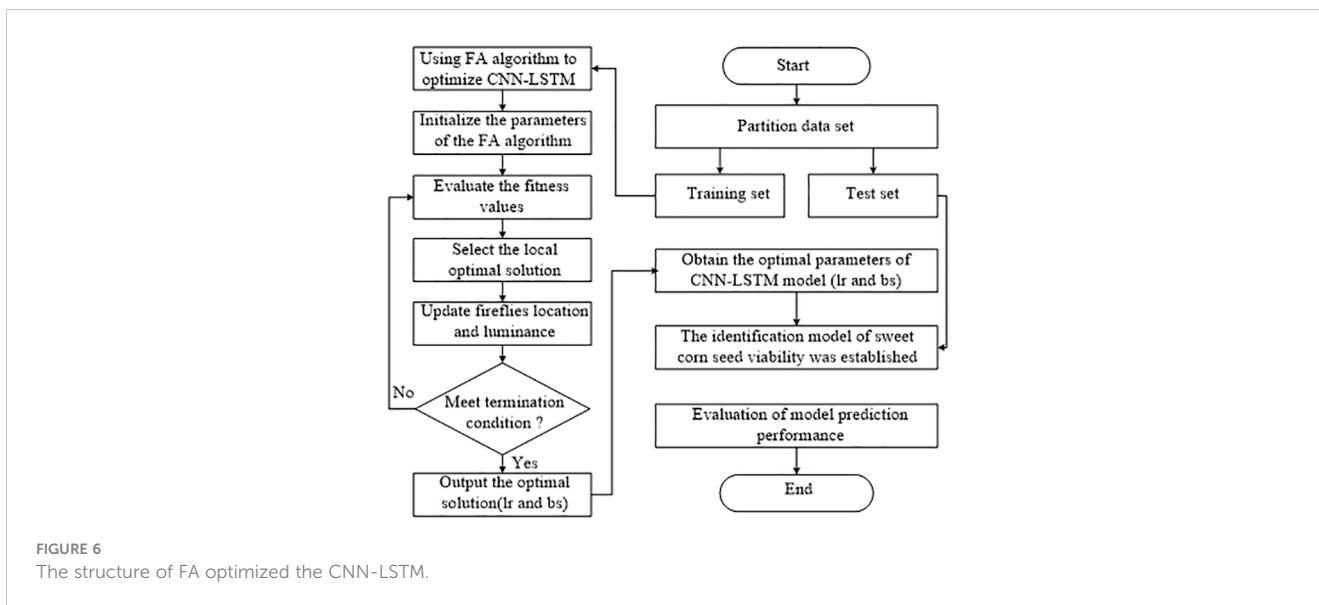 Start
Partition data set
Training set
Test set
Using FA algorithm to
optimize CNN-LSTM
Initialize the parameters
of the FA algorithm
Evaluate the fitness
values
Select the local
optimal solution
Update fireflies location
and luminance
Meet termination
condition ?
No
Yes
Output the optimal
solution(lr and bs)
Obtain the optimal parameters of
CNN-LSTM model (lr and bs)
The identification model of sweet
corn seed viability was established
Evaluation of model prediction
performance
End
FIGURE 6
The structure of FA optimized the CNN-LSTM.